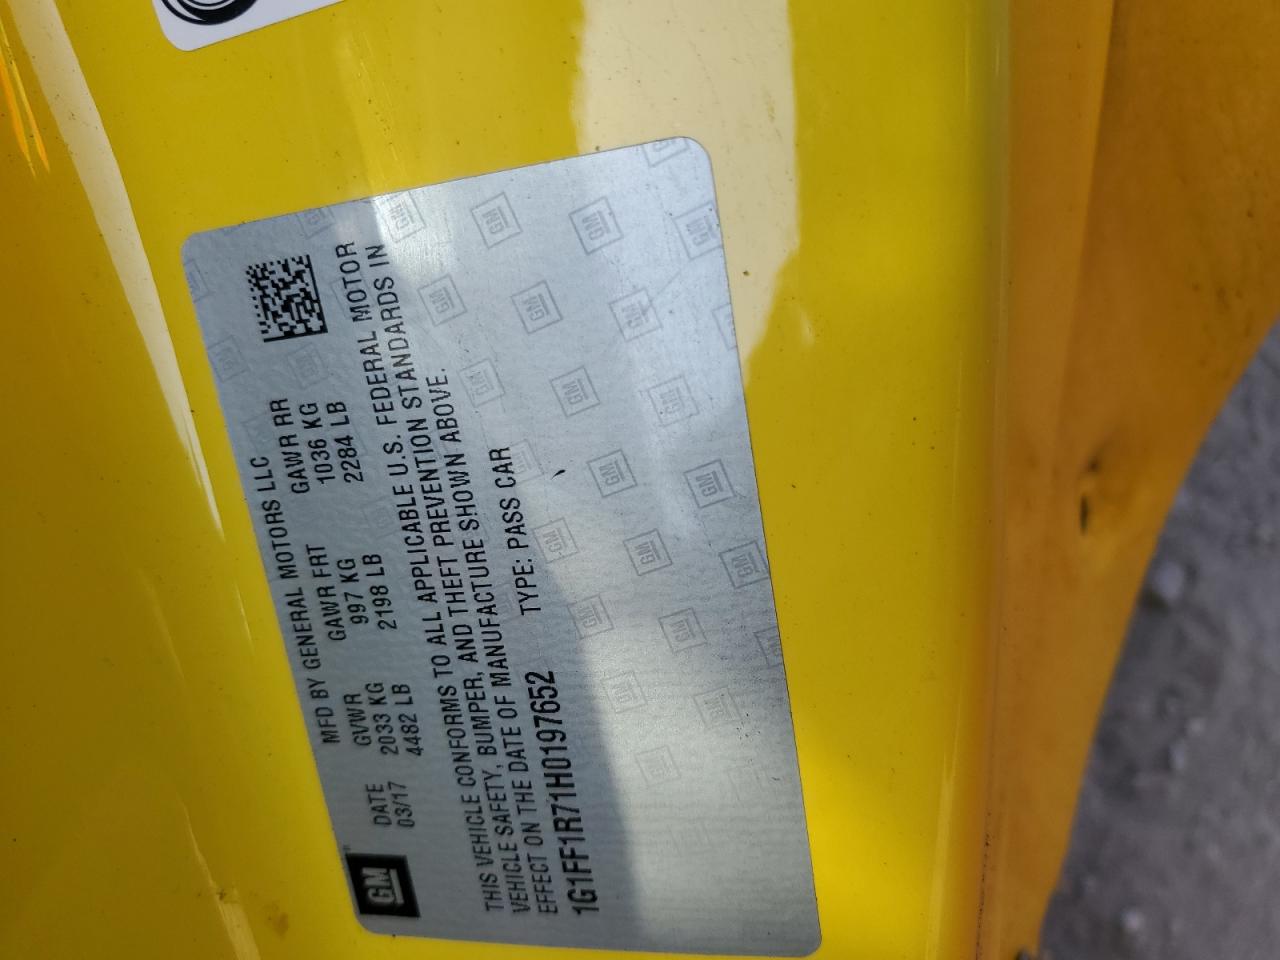 GM
MFD BY GENERAL MOTORS LLC
DATE GVWR GAWR FRT GAWR RR
03/17 2033 KG 997 KG 1036 KG
4482 LB 2198 LB 2284 LB
THIS VEHICLE CONFORMS TO ALL APPLICABLE U.S. FEDERAL MOTOR
VEHICLE SAFETY, BUMPER, AND THEFT PREVENTION STANDARDS IN
EFFECT ON THE DATE OF MANUFACTURE SHOWN ABOVE.
1G1FF1R71H0197652 TYPE: PASS CAR